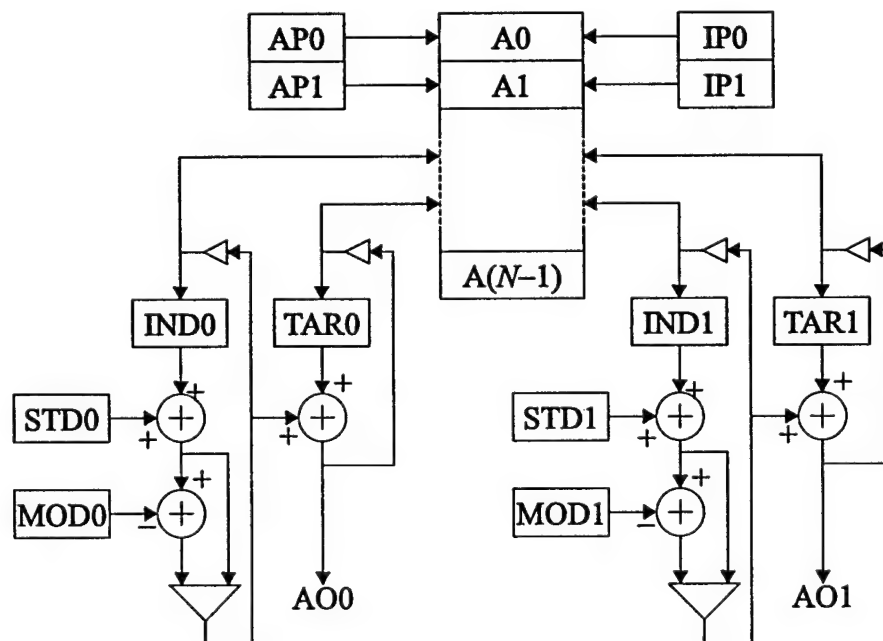 AP0 A0 IP0
AP1 A1 IP1
A(N–1)
IND0 TAR0 IND1 TAR1
+ + + +
STD0 + + STD1 + +
+ + + +
+ +
MOD0 + MOD1 +
– –
AO0 AO1